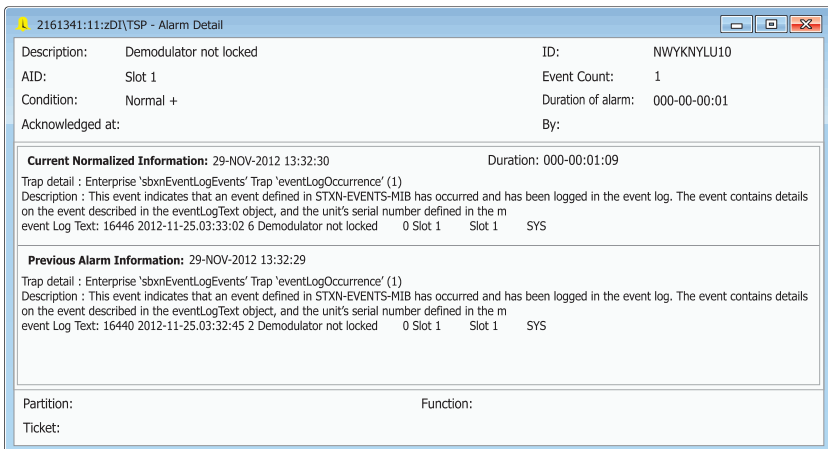 2161341:11:zDI\TSP - Alarm Detail
Description: Demodulator not locked ID: NWYKNYLU10
AID: Slot 1 Event Count: 1
Condition: Normal + Duration of alarm: 000-00-00:01
Acknowledged at: By:
Current Normalized Information: 29-NOV-2012 13:32:30 Duration: 000-00:01:09
Trap detail : Enterprise ‘sbxnEventLogEvents’ Trap ‘eventLogOccurrence’ (1)
Description : This event indicates that an event defined in STXN-EVENTS-MIB has occurred and has been logged in the event log. The event contains details
on the event described in the eventLogText object, and the unit’s serial number defined in the m
event Log Text: 16446 2012-11-25.03:33:02 6 Demodulator not locked 0 Slot 1 Slot 1 SYS
Previous Alarm Information: 29-NOV-2012 13:32:29
Trap detail : Enterprise ‘sbxnEventLogEvents’ Trap ‘eventLogOccurrence’ (1)
Description : This event indicates that an event defined in STXN-EVENTS-MIB has occurred and has been logged in the event log. The event contains details
on the event described in the eventLogText object, and the unit’s serial number defined in the m
event Log Text: 16440 2012-11-25.03:32:45 2 Demodulator not locked 0 Slot 1 Slot 1 SYS
Partition: Function:
Ticket: